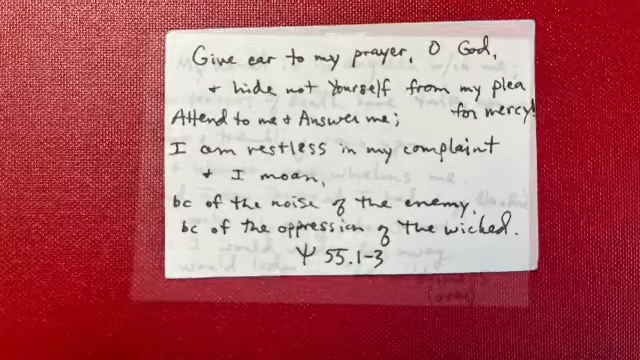 Give ear to my prayer, O God,
+ hide not Yourself from my plea
for mercy!
Attend to me + Answer me;
I am restless in my complaint
+ I moan,
bc of the noise of the enemy,
bc of the oppression of the wicked.
Ψ 55.1-3